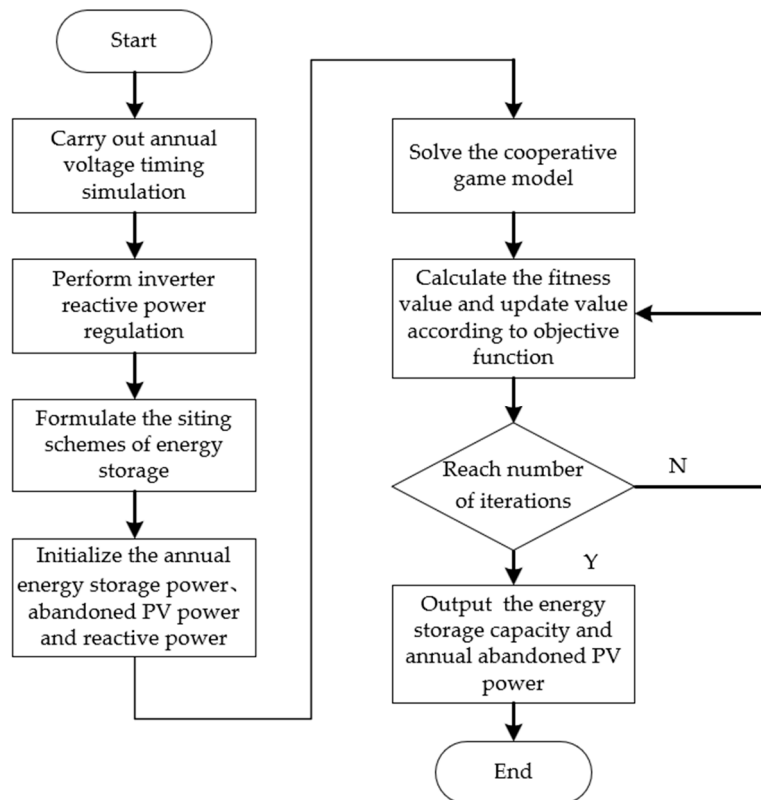 Start
Carry out annual
voltage timing
simulation
Perform inverter
reactive power
regulation
Formulate the siting
schemes of energy
storage
Initialize the annual
energy storage power、
abandoned PV power
and reactive power
Solve the cooperative
game model
Calculate the fitness
value and update value
according to objective
function
Reach number
of iterations
N
Y
Output the energy
storage capacity and
annual abandoned PV
power
End